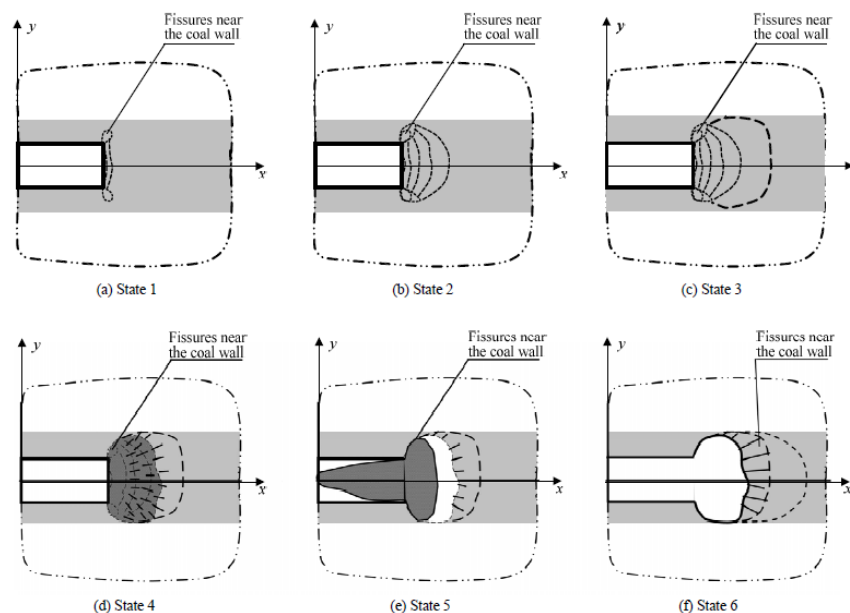 y
Fissures near
the coal wall
x
(a) State 1
y
Fissures near
the coal wall
x
(b) State 2
y
Fissures near
the coal wall
x
(c) State 3
y
Fissures near
the coal wall
x
(d) State 4
y
Fissures near
the coal wall
x
(e) State 5
y
Fissures near
the coal wall
x
(f) State 6